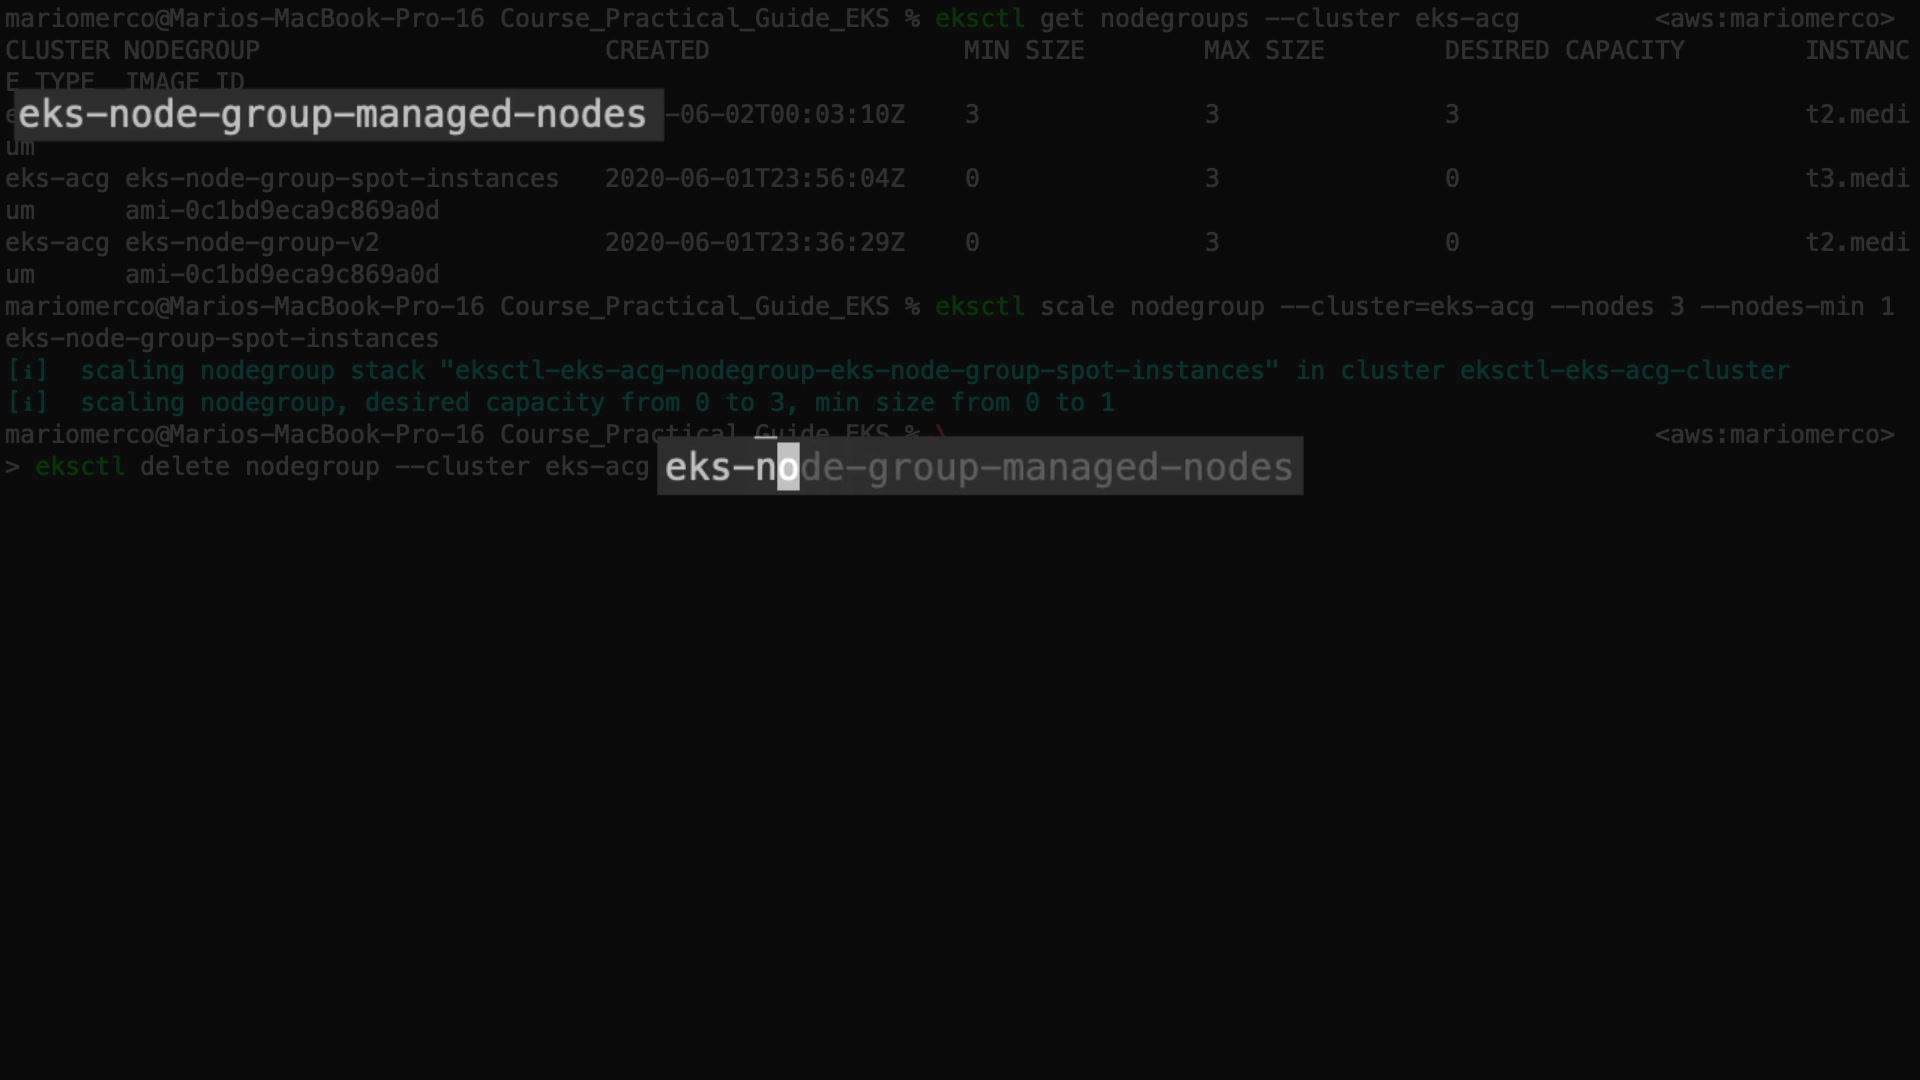 mariomerco@Marios-MacBook-Pro-16 Course_Practical_Guide_EKS % eksctl get nodegroups --cluster eks-acg <aws:mariomerco>
CLUSTER NODEGROUP CREATED MIN SIZE MAX SIZE DESIRED CAPACITY INSTANC
E TYPE IMAGE ID
eks-node-group-managed-nodes -06-02T00:03:10Z 3 3 3 t2.medi
um
eks-acg eks-node-group-spot-instances 2020-06-01T23:56:04Z 0 3 0 t3.medi
um ami-0c1bd9eca9c869a0d
eks-acg eks-node-group-v2 2020-06-01T23:36:29Z 0 3 0 t2.medi
um ami-0c1bd9eca9c869a0d
mariomerco@Marios-MacBook-Pro-16 Course_Practical_Guide_EKS % eksctl scale nodegroup --cluster=eks-acg --nodes 3 --nodes-min 1
eks-node-group-spot-instances
[i] scaling nodegroup stack "eksctl-eks-acg-nodegroup-eks-node-group-spot-instances" in cluster eksctl-eks-acg-cluster
[i] scaling nodegroup, desired capacity from 0 to 3, min size from 0 to 1
mariomerco@Marios-MacBook-Pro-16 Course_Practical_Guide_EKS % \ <aws:mariomerco>
> eksctl delete nodegroup --cluster eks-acg eks-node-group-managed-nodes